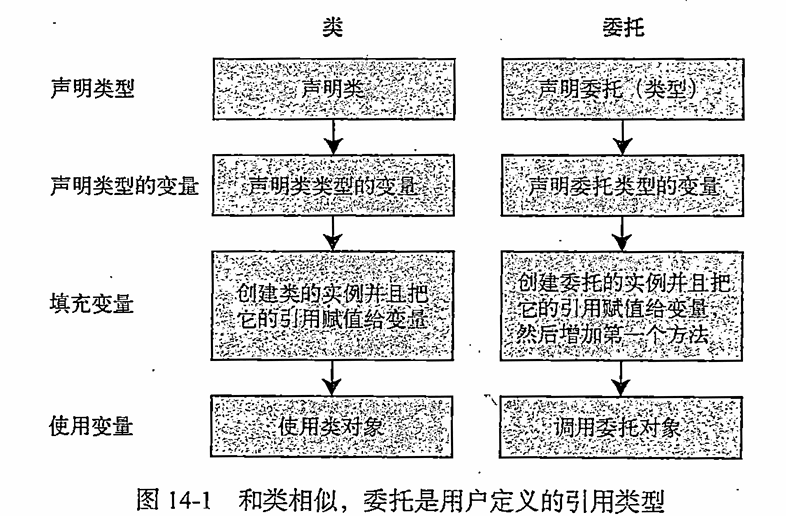 类 委托
声明类型 声明类 声明委托（类型）
声明类型的变量 声明类类型的变量 声明委托类型的变量
创建类的实例并且把 创建委托的实例并且把
填充变量 它的引用赋值给变量 它的引用赋值给变量，
然后增加第一个方法
使用变量 使用类对象 调用委托对象
图 14-1 和类相似，委托是用户定义的引用类型